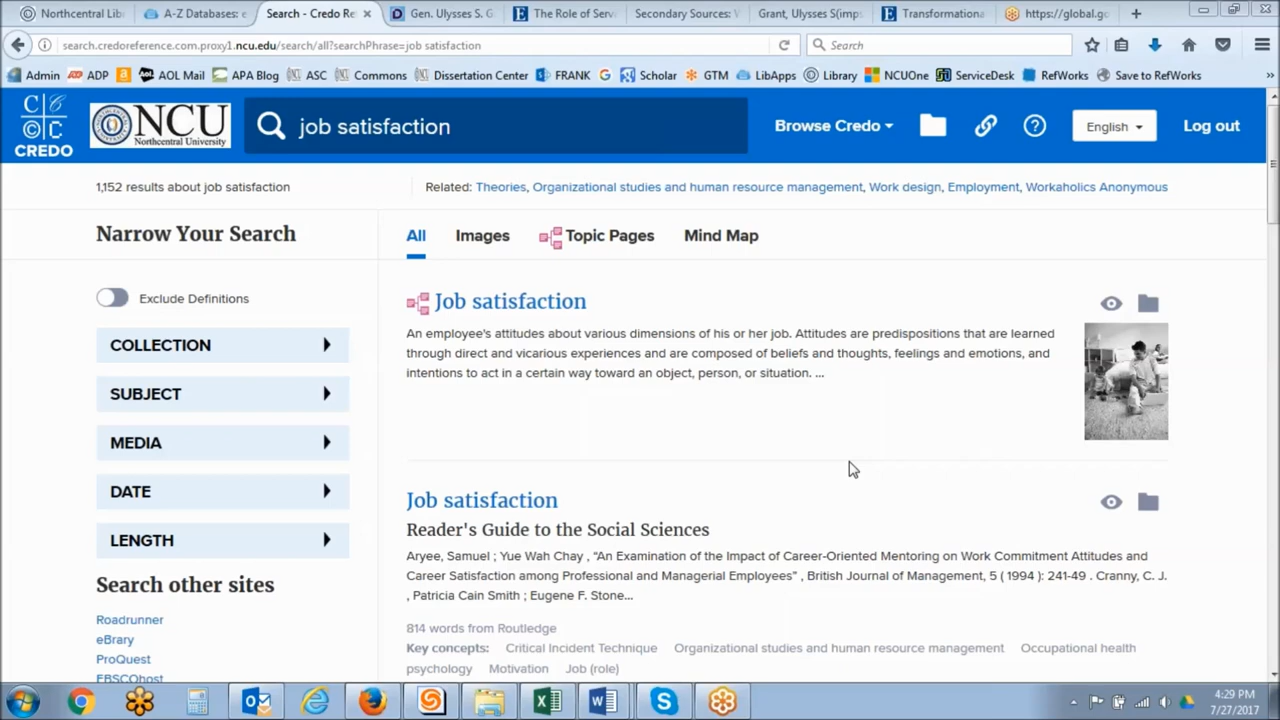 Northcentral Lib
A-Z Databases: e
Search - Credo Re
Gen. Ulysses S. G
The Role of Serv
Secondary Sources: W
Grant, Ulysses S(imps
Transformationa
https://global.go
search.credoreference.com.proxy1.ncu.edu/search/all?searchPhrase=job satisfaction
Search
Admin ADP AOL Mail APA Blog ASC Commons Dissertation Center FRANK Scholar GTM LibApps Library NCUOne ServiceDesk RefWorks Save to RefWorks »
C C
© C
CREDO
NCU
Northcentral University
job satisfaction
Browse Credo
English
Log out
1,152 results about job satisfaction
Related: Theories, Organizational studies and human resource management, Work design, Employment, Workaholics Anonymous
Narrow Your Search
All Images Topic Pages Mind Map
Exclude Definitions
COLLECTION
SUBJECT
MEDIA
DATE
LENGTH
Search other sites
Roadrunner
eBrary
ProQuest
EBSCOhost
Job satisfaction
An employee's attitudes about various dimensions of his or her job. Attitudes are predispositions that are learned
through direct and vicarious experiences and are composed of beliefs and thoughts, feelings and emotions, and
intentions to act in a certain way toward an object, person, or situation. ...
Job satisfaction
Reader's Guide to the Social Sciences
Aryee, Samuel ; Yue Wah Chay , “An Examination of the Impact of Career-Oriented Mentoring on Work Commitment Attitudes and
Career Satisfaction among Professional and Managerial Employees” , British Journal of Management, 5 ( 1994 ): 241-49 . Cranny, C. J.
, Patricia Cain Smith ; Eugene F. Stone...
814 words from Routledge
Key concepts: Critical Incident Technique Organizational studies and human resource management Occupational health
psychology Motivation Job (role)
4:29 PM
7/27/2017